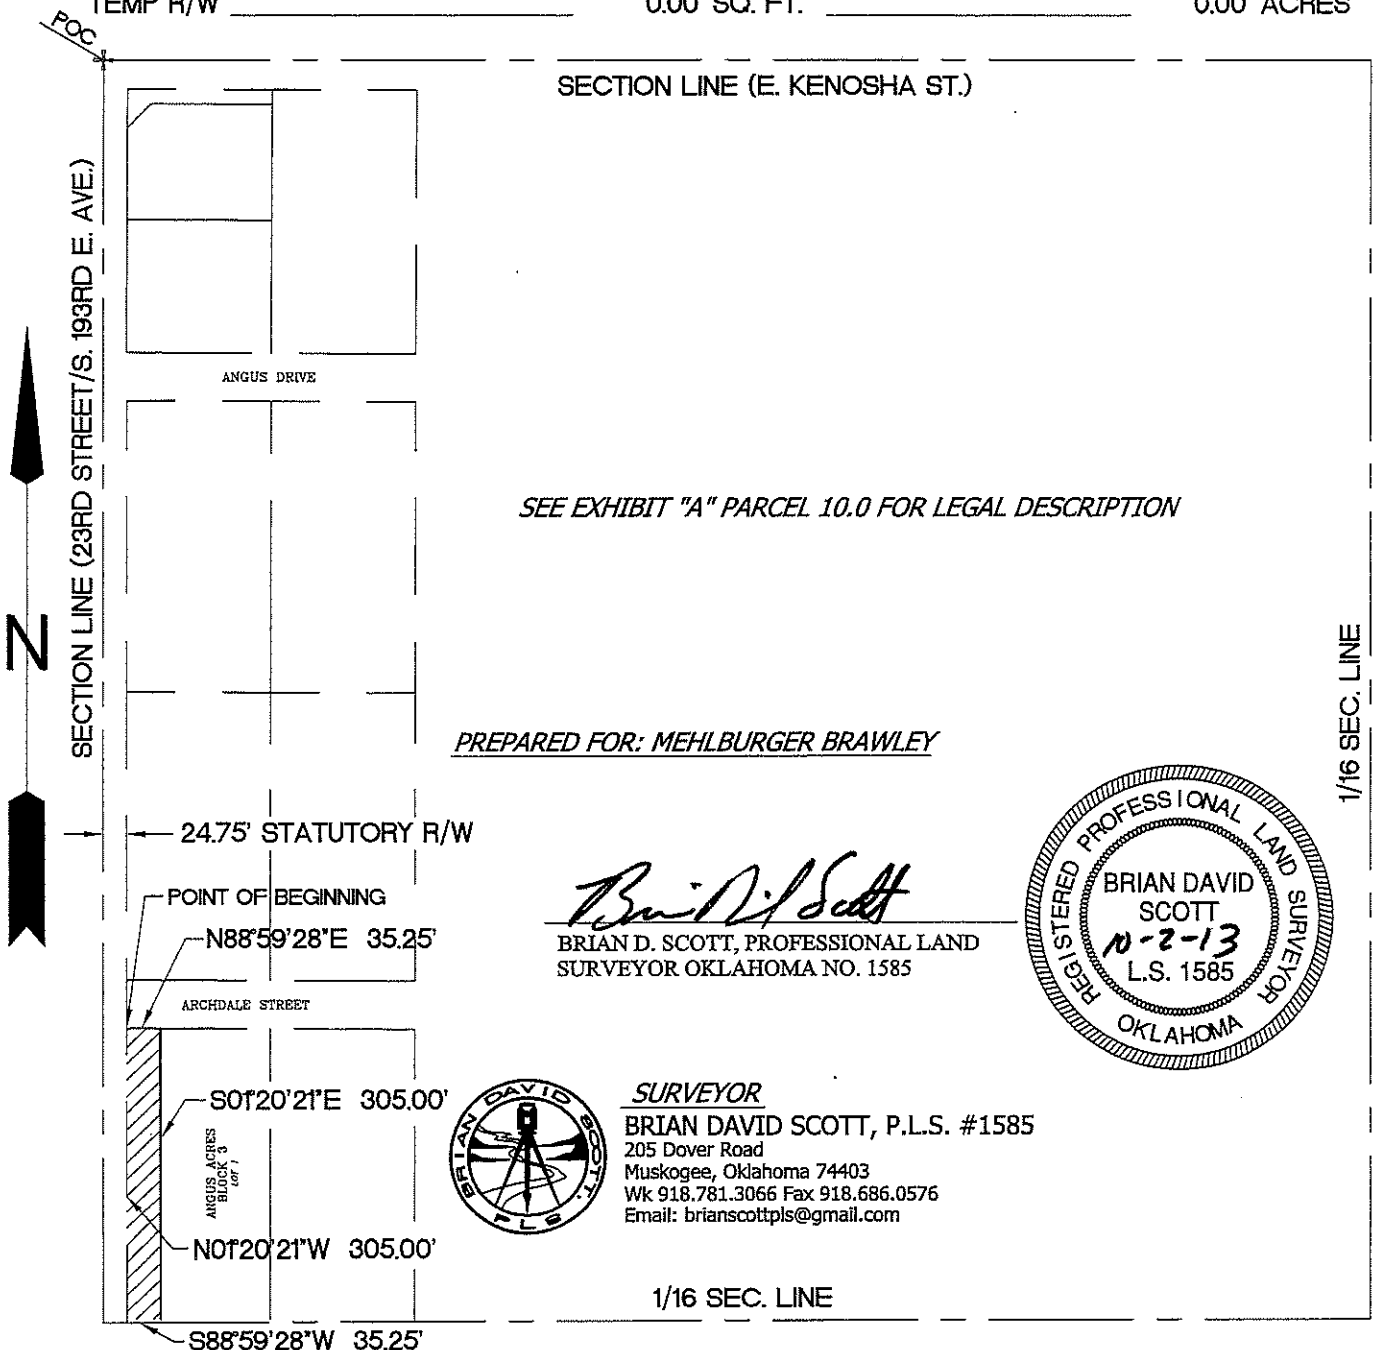 TEMP R/W 0.00 SQ. FT. 0.00 ACRES
POC
SECTION LINE (E. KENOSHA ST.)
SECTION LINE (23RD STREET/S. 193RD E. AVE.)
ANGUS DRIVE
SEE EXHIBIT "A" PARCEL 10.0 FOR LEGAL DESCRIPTION
N
1/16 SEC. LINE
PREPARED FOR: MEHLBURGER BRAWLEY
24.75' STATUTORY R/W
POINT OF BEGINNING
N88°59'28"E 35.25'
ARCHDALE STREET
BRIAN D. SCOTT, PROFESSIONAL LAND
SURVEYOR OKLAHOMA NO. 1585
REGISTERED PROFESSIONAL LAND SURVEYOR
BRIAN DAVID
SCOTT
10-2-13
L.S. 1585
OKLAHOMA
S01°20'21"E 305.00'
ANGUS ACRES
BLOCK 3
LOT 1
N01°20'21"W 305.00'
S88°59'28"W 35.25'
BRIAN DAVID SCOTT,
PLS
SURVEYOR
BRIAN DAVID SCOTT, P.L.S. #1585
205 Dover Road
Muskogee, Oklahoma 74403
Wk 918.781.3066 Fax 918.686.0576
Email: brianscottpls@gmail.com
1/16 SEC. LINE